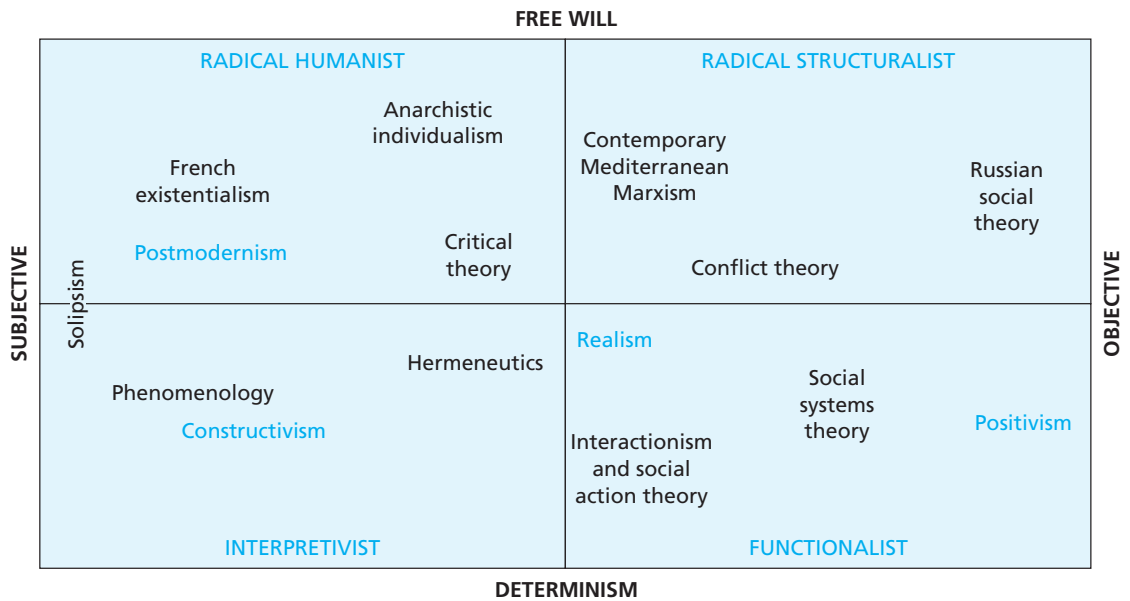 FREE WILL
RADICAL HUMANIST
RADICAL STRUCTURALIST
Anarchistic
individualism
Contemporary
Mediterranean
Marxism
French
existentialism
Russian
social
theory
Postmodernism
Critical
theory
Conflict theory
SUBJECTIVE
Solipsism
OBJECTIVE
Realism
Hermeneutics
Phenomenology
Constructivism
Social
systems
theory
Positivism
Interactionism
and social
action theory
INTERPRETIVIST
FUNCTIONALIST
DETERMINISM